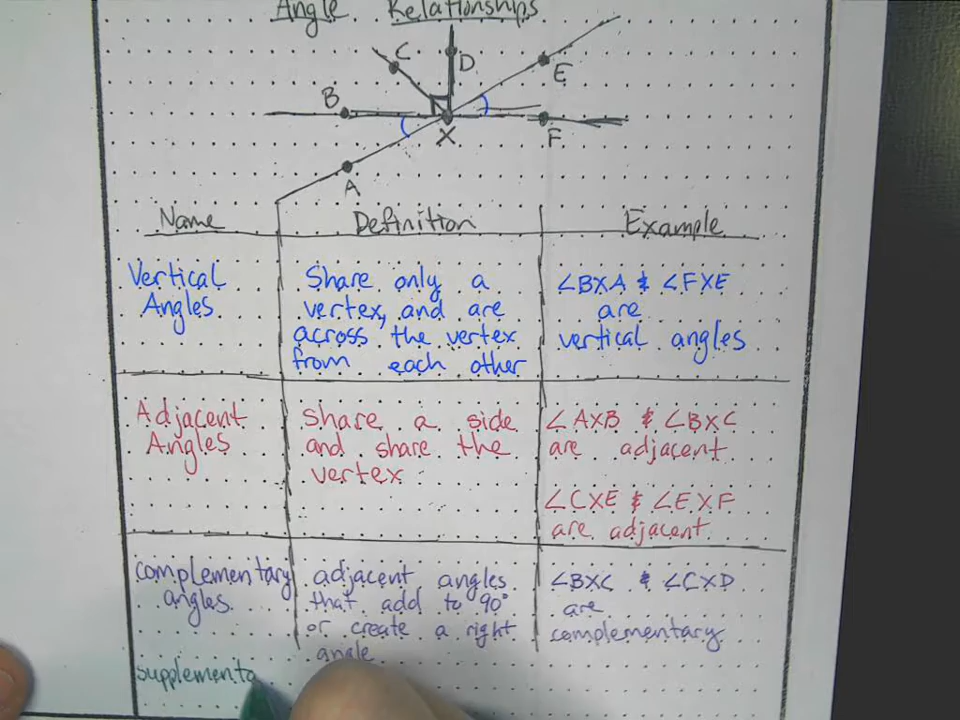 Angle Relationships
C
D
E
B
X
F
A
Name
Definition
Example
Vertical
Angles
Share only a
vertex, and are
across the vertex
from each other
∠BXA & ∠FXE
are
vertical angles
Adjacent
Angles
Share a side
and share the
vertex
∠AXB & ∠BXC
are adjacent
∠CXE & ∠EXF
are adjacent
complementary
angles
adjacent angles
that add to 90°
or create a right
angle
∠BXC & ∠CXD
are
complementary
supplementa